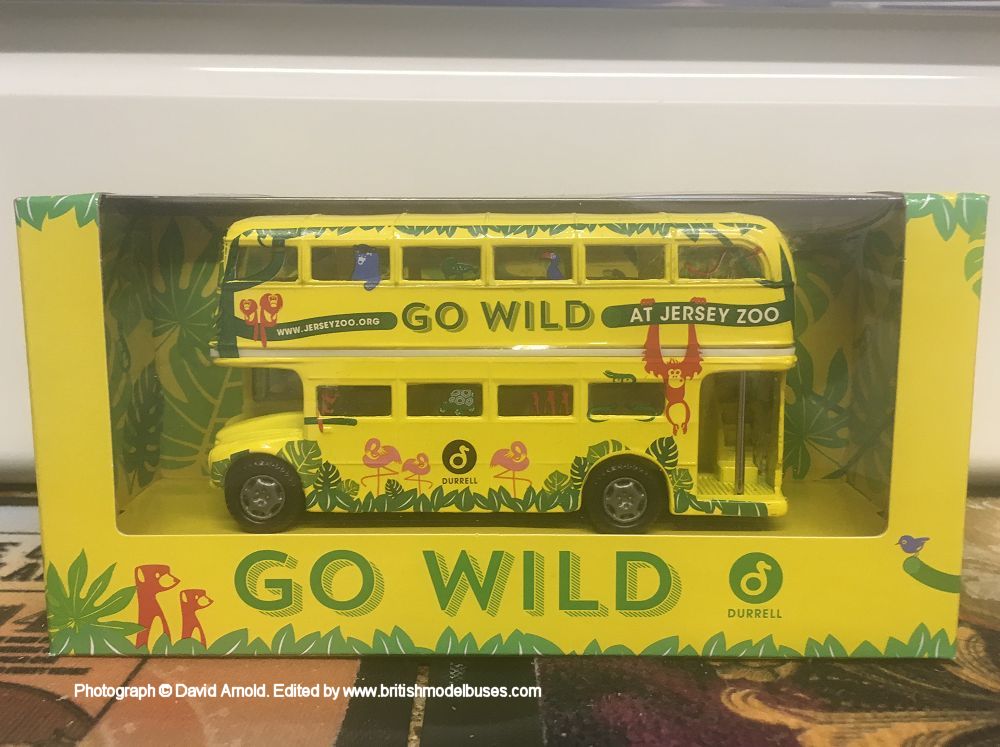 GO WILD
AT JERSEY ZOO
WWW.JERSEYZOO.ORG
DURRELL
GO WILD
DURRELL
Photograph © David Arnold. Edited by www.britishmodelbuses.com